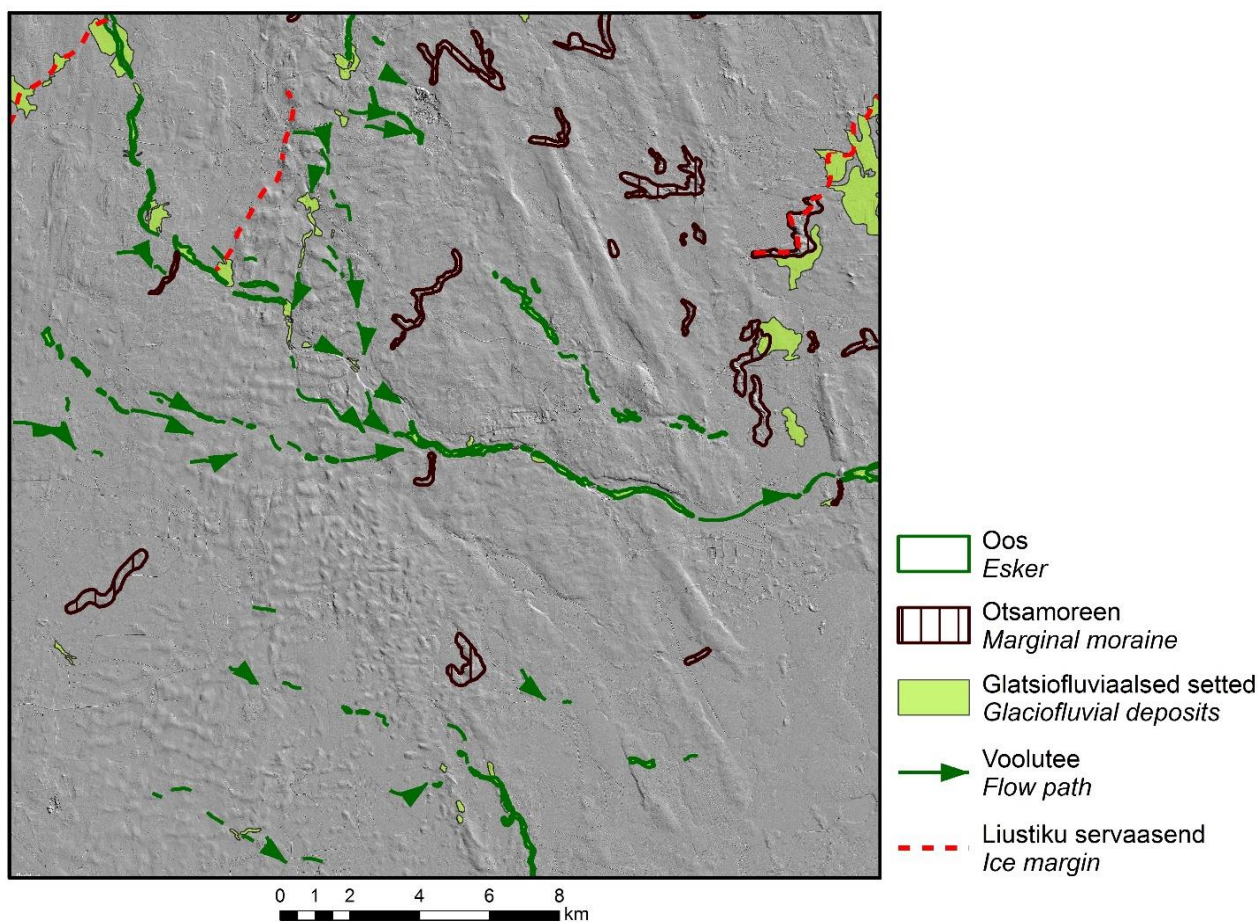 Oos
Esker
Otsamoreen
Marginal moraine
Glatsiofluviaalsed setted
Glaciofluvial deposits
Voolutee
Flow path
Liustiku servaasend
Ice margin
0 1 2 4 6 8
km